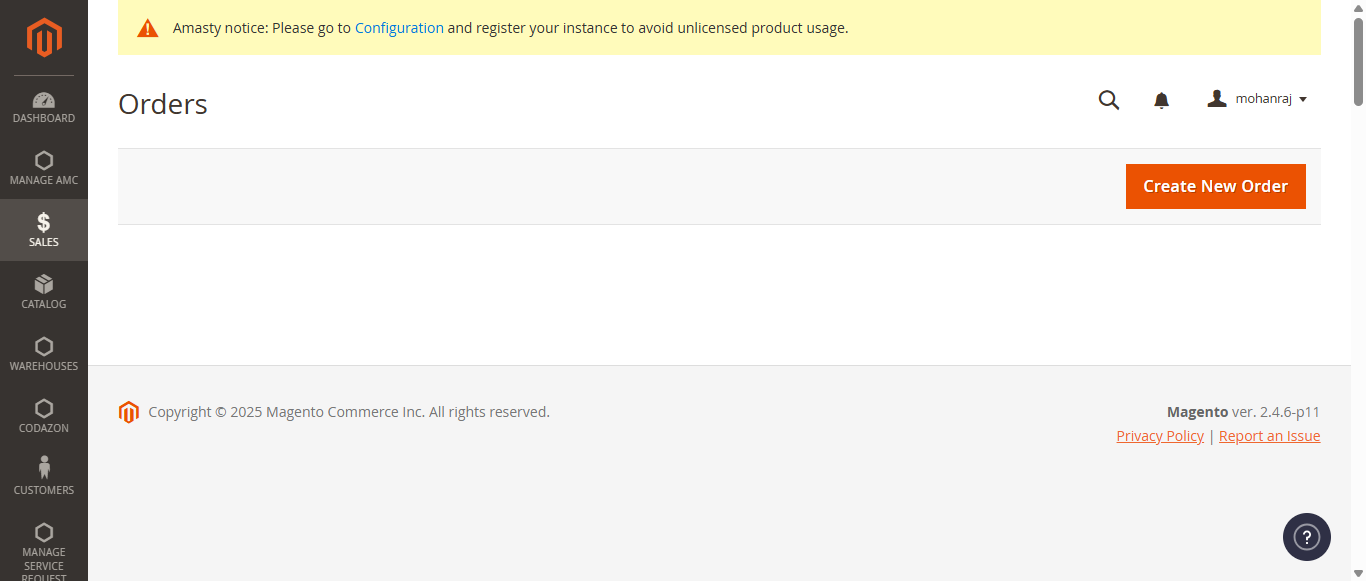 Amasty notice: Please go to Configuration and register your instance to avoid unlicensed product usage.
Orders
mohanraj
Create New Order
DASHBOARD
MANAGE AMC
$
SALES
CATALOG
WAREHOUSES
CODAZON
CUSTOMERS
MANAGE
SERVICE
REQUEST
Copyright © 2025 Magento Commerce Inc. All rights reserved.
Magento ver. 2.4.6-p11
Privacy Policy | Report an Issue
?